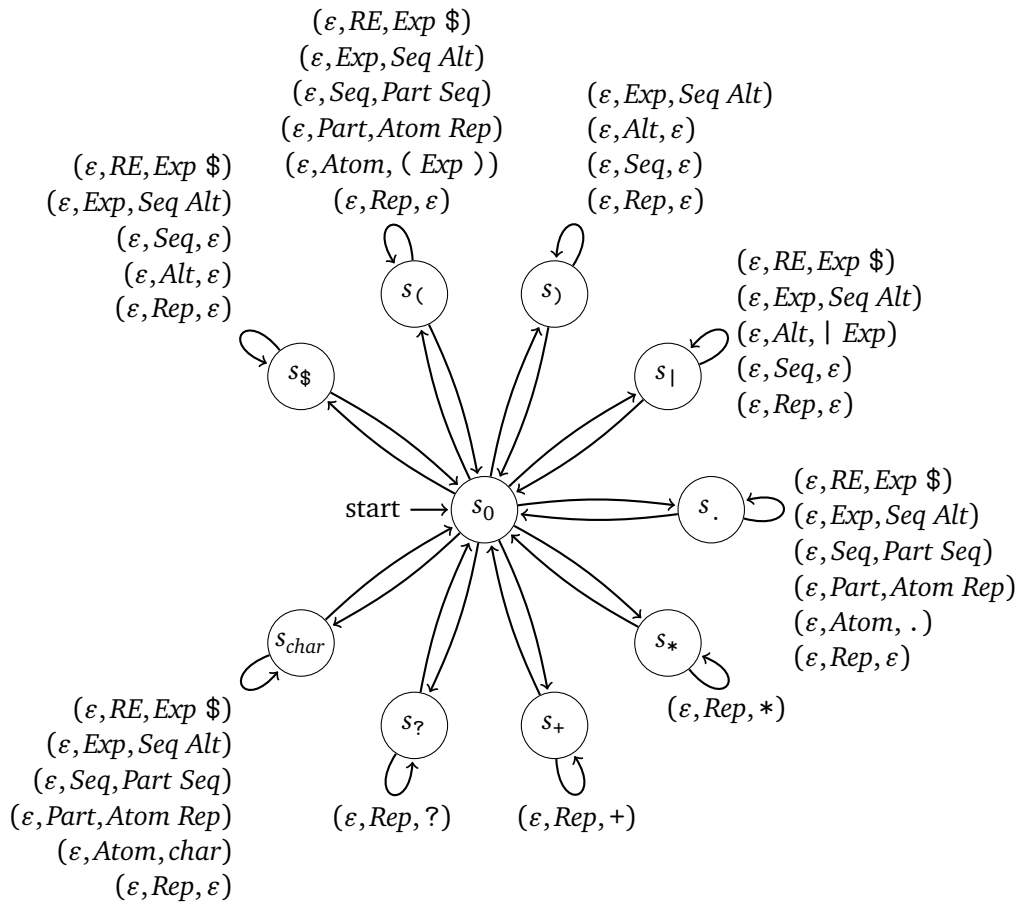 (ε, RE, Exp $)
(ε, Exp, Seq Alt)
(ε, Seq, Part Seq)
(ε, Part, Atom Rep)
(ε, Atom, ( Exp ))
(ε, Rep, ε)
(ε, Exp, Seq Alt)
(ε, Alt, ε)
(ε, Seq, ε)
(ε, Rep, ε)
(ε, RE, Exp $)
(ε, Exp, Seq Alt)
(ε, Seq, ε)
(ε, Alt, ε)
(ε, Rep, ε)
(ε, RE, Exp $)
(ε, Exp, Seq Alt)
(ε, Alt, | Exp)
(ε, Seq, ε)
(ε, Rep, ε)
s(
s)
s$
s|
start
s0
s.
(ε, RE, Exp $)
(ε, Exp, Seq Alt)
(ε, Seq, Part Seq)
(ε, Part, Atom Rep)
(ε, Atom, .)
(ε, Rep, ε)
schar
s*
(ε, Rep, *)
s?
s+
(ε, Rep, ?)
(ε, Rep, +)
(ε, RE, Exp $)
(ε, Exp, Seq Alt)
(ε, Seq, Part Seq)
(ε, Part, Atom Rep)
(ε, Atom, char)
(ε, Rep, ε)